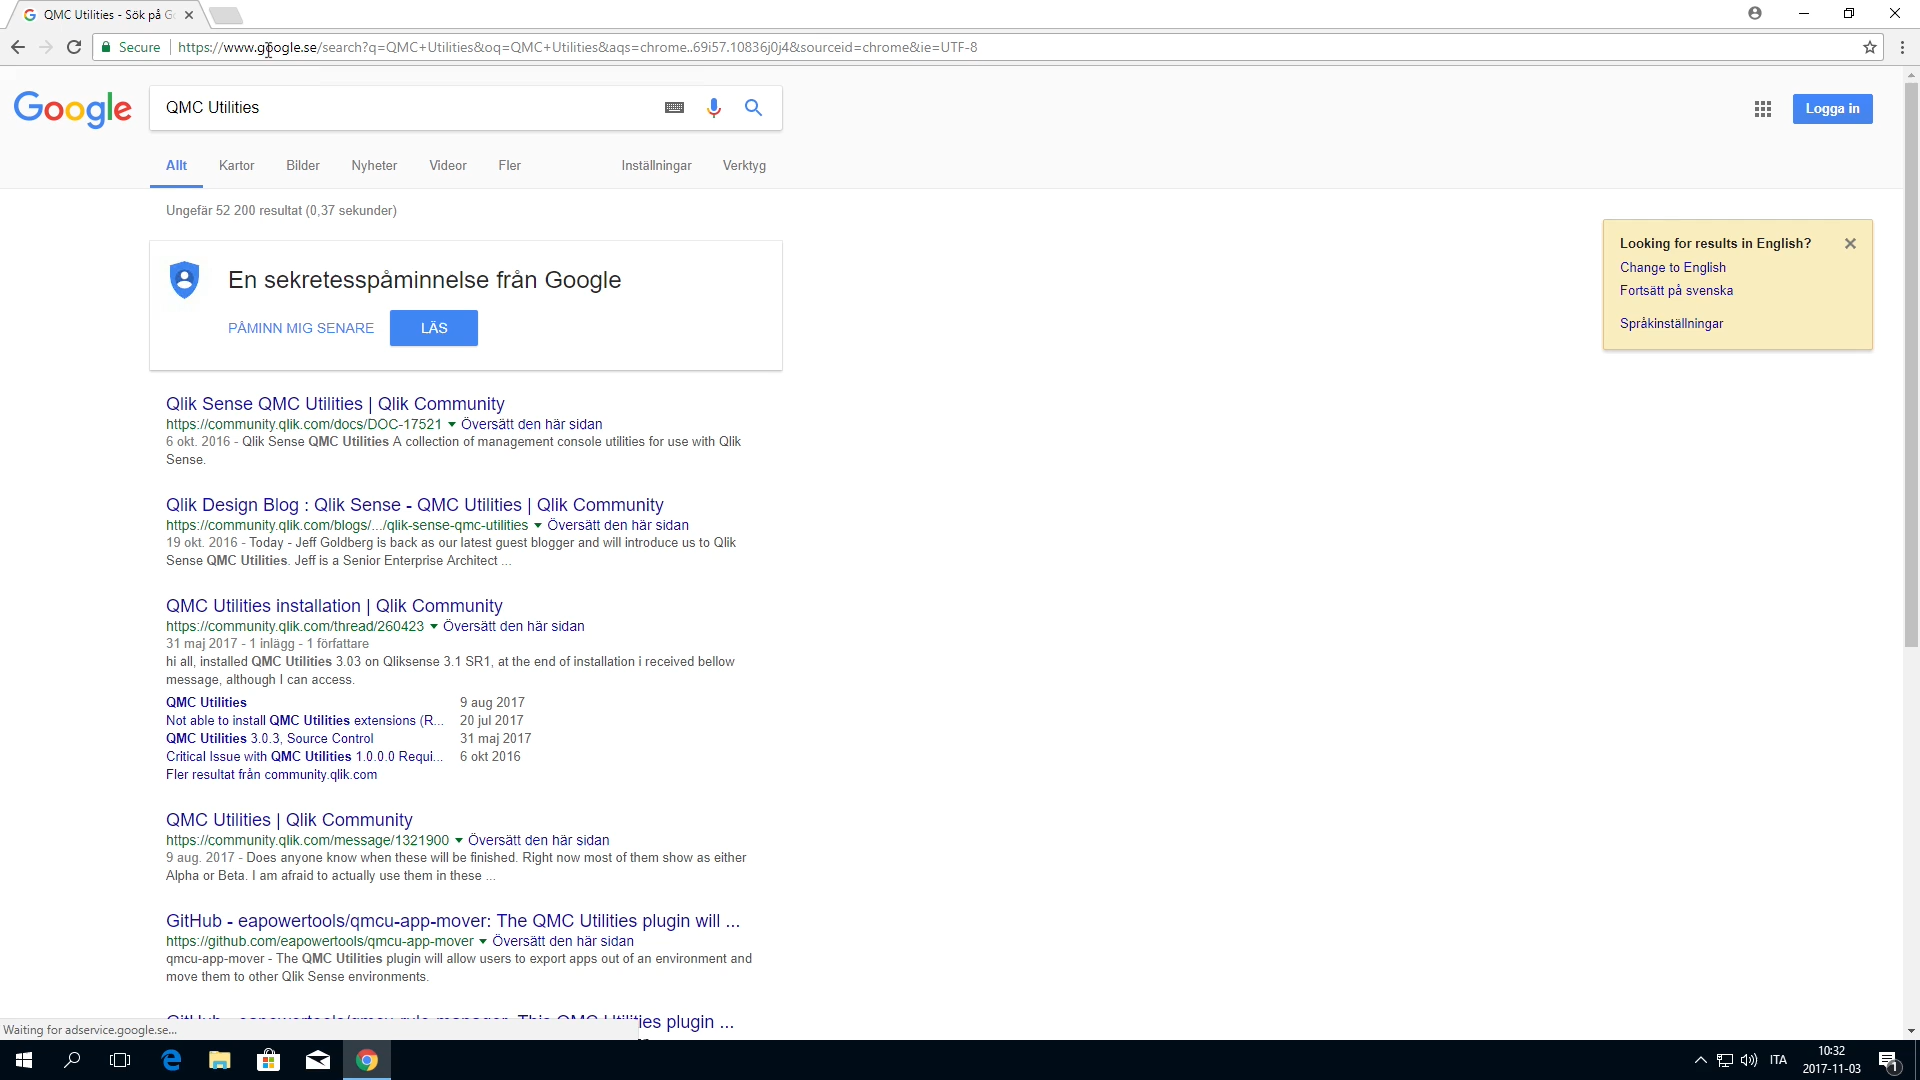 QMC Utilities - Sök på Go
Secure
https://www.google.se/search?q=QMC+Utilities&oq=QMC+Utilities&aqs=chrome..69i57.10836j0j4&sourceid=chrome&ie=UTF-8
Google
QMC Utilities
Logga in
Allt
Kartor
Bilder
Nyheter
Videor
Fler
Inställningar
Verktyg
Ungefär 52 200 resultat (0,37 sekunder)
En sekretesspåminnelse från Google
PÅMINN MIG SENARE
LÄS
Looking for results in English?
Change to English
Fortsätt på svenska
Språkinställningar
Qlik Sense QMC Utilities | Qlik Community
https://community.qlik.com/docs/DOC-17521 Översätt den här sidan
6 okt. 2016 - Qlik Sense QMC Utilities A collection of management console utilities for use with Qlik
Sense.
Qlik Design Blog : Qlik Sense - QMC Utilities | Qlik Community
https://community.qlik.com/blogs/.../qlik-sense-qmc-utilities Översätt den här sidan
19 okt. 2016 - Today - Jeff Goldberg is back as our latest guest blogger and will introduce us to Qlik
Sense QMC Utilities. Jeff is a Senior Enterprise Architect ...
QMC Utilities installation | Qlik Community
https://community.qlik.com/thread/260423 Översätt den här sidan
31 maj 2017 - 1 inlägg - 1 författare
hi all, installed QMC Utilities 3.03 on Qliksense 3.1 SR1, at the end of installation i received bellow
message, although I can access.
QMC Utilities 9 aug 2017
Not able to install QMC Utilities extensions (R... 20 jul 2017
QMC Utilities 3.0.3, Source Control 31 maj 2017
Critical Issue with QMC Utilities 1.0.0.0 Requi... 6 okt 2016
Fler resultat från community.qlik.com
QMC Utilities | Qlik Community
https://community.qlik.com/message/1321900 Översätt den här sidan
9 aug. 2017 - Does anyone know when these will be finished. Right now most of them show as either
Alpha or Beta. I am afraid to actually use them in these ...
GitHub - eapowertools/qmcu-app-mover: The QMC Utilities plugin will ...
https://github.com/eapowertools/qmcu-app-mover Översätt den här sidan
qmcu-app-mover - The QMC Utilities plugin will allow users to export apps out of an environment and
move them to other Qlik Sense environments.
GitHub - eapowertools/qmcu-rule-manager: This QMC Utilities plugin ...
Waiting for adservice.google.se...
ITA
10:32
2017-11-03
1